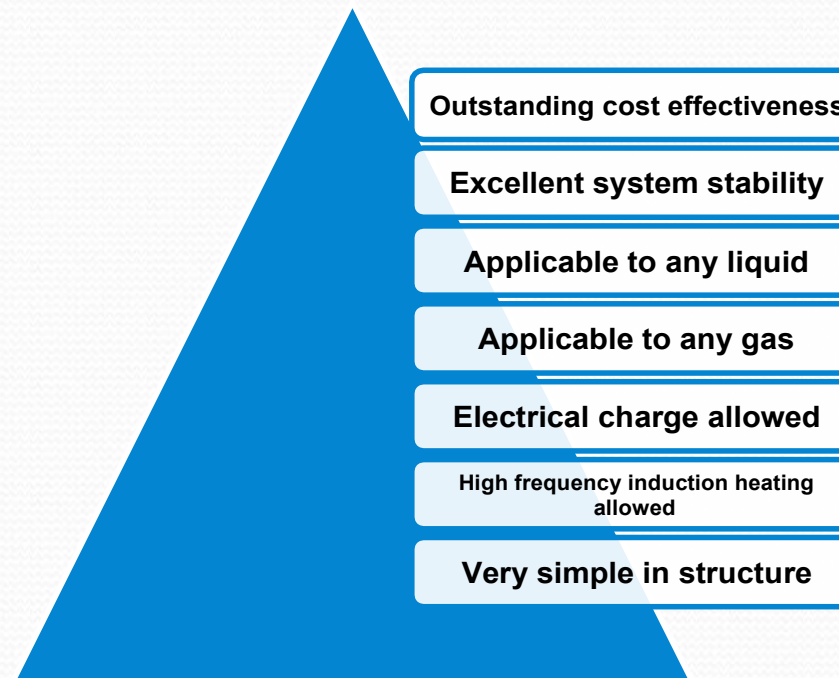 Outstanding cost effectiveness
Excellent system stability
Applicable to any liquid
Applicable to any gas
Electrical charge allowed
High frequency induction heating
allowed
Very simple in structure